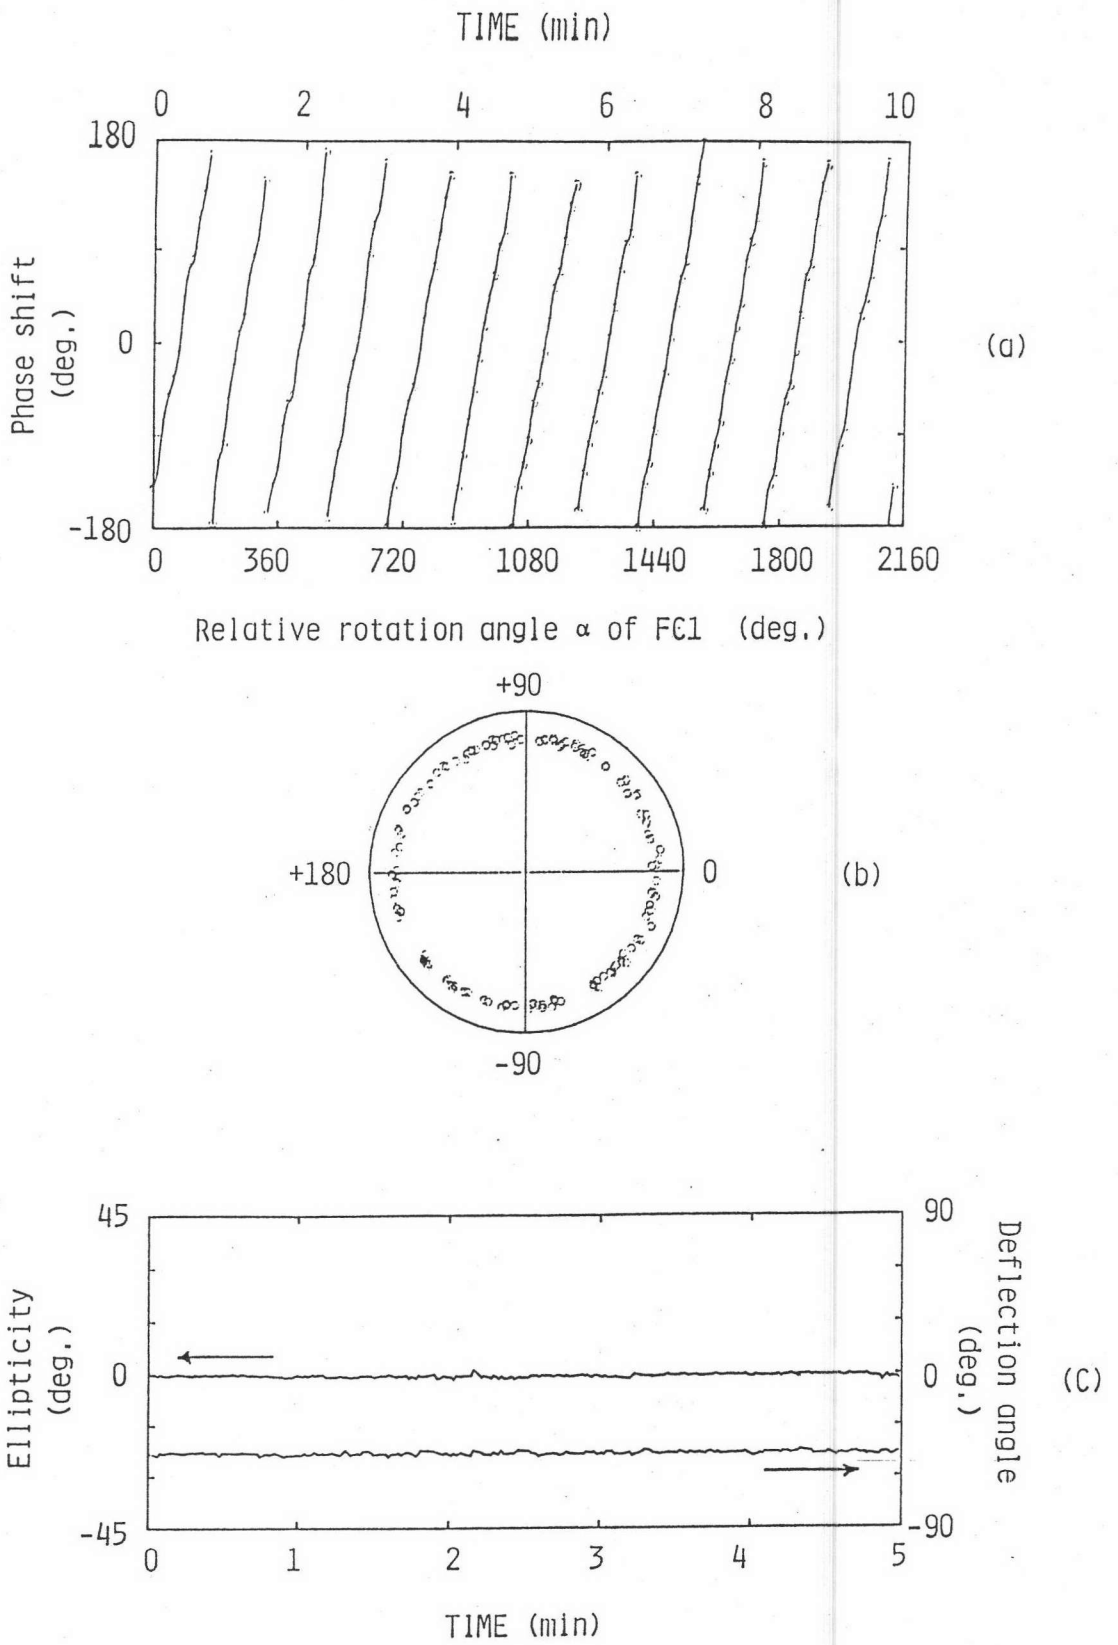 TIME (min)
0 2 4 6 8 10
180
0
-180
Phase shift
(deg.)
(a)
0 360 720 1080 1440 1800 2160
Relative rotation angle α of FC1 (deg.)
+90
+180
0
(b)
-90
45
0
-45
Ellipticity
(deg.)
90
0
-90
Deflection angle
(deg.)
(C)
0 1 2 3 4 5
TIME (min)